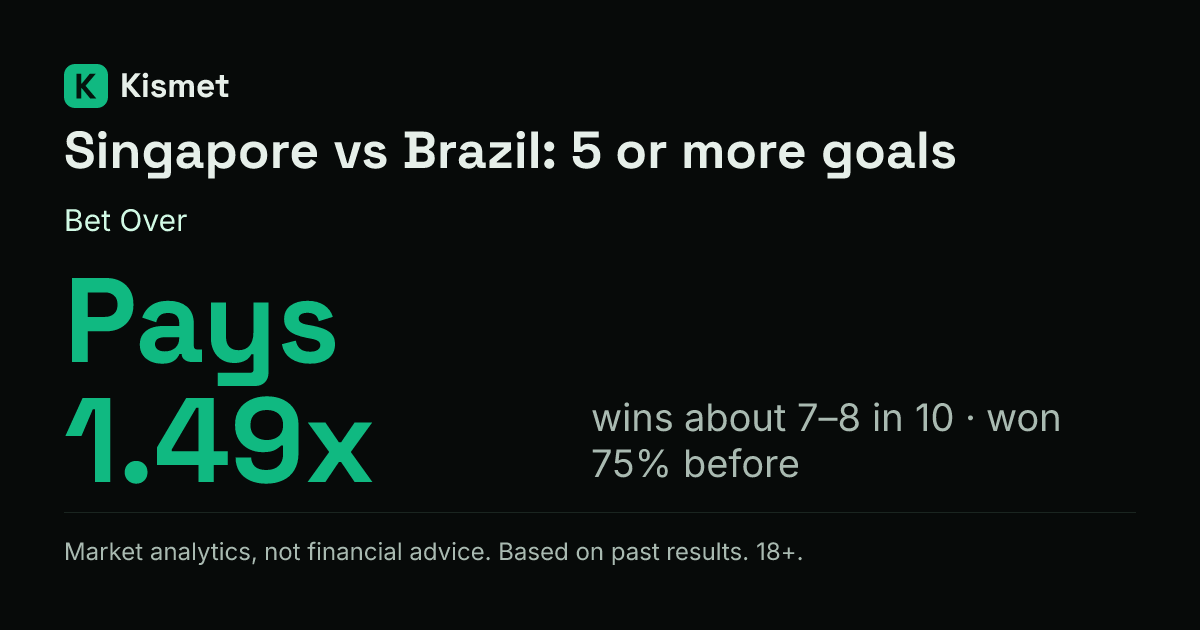 K Kismet
Singapore vs Brazil: 5 or more goals
Bet Over
Pays
1.49x
wins about 7–8 in 10 · won
75% before
Market analytics, not financial advice. Based on past results. 18+.